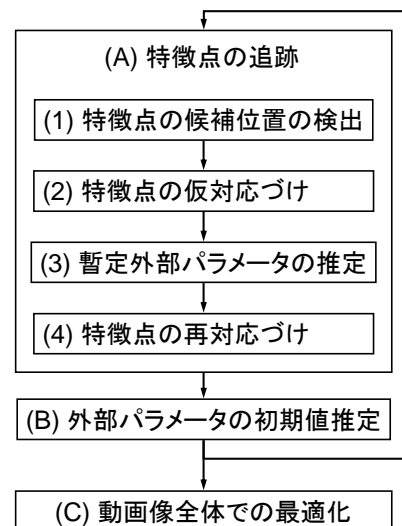 (A) 特徴点の追跡
(1) 特徴点の候補位置の検出
(2) 特徴点の仮対応づけ
(3) 暫定外部パラメータの推定
(4) 特徴点の再対応づけ
(B) 外部パラメータの初期値推定
(C) 動画像全体での最適化